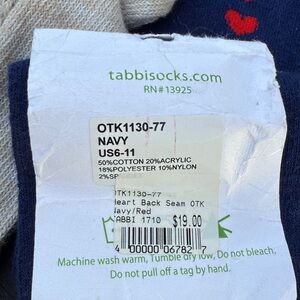 tabbisocks.com
RN#13925
OTK1130-77
NAVY
US6-11
50%COTTON 20%ACRYLIC
18%POLYESTER 10%NYLON
2%SP
OTK1130-77
Heart Back Seam OTK
Navy/Red
TABBI 1710 $19.00
4 00000 06782 7
Machine wash warm, Tumble dry low, Do not bleach.
Do not pull off a tag by hand.